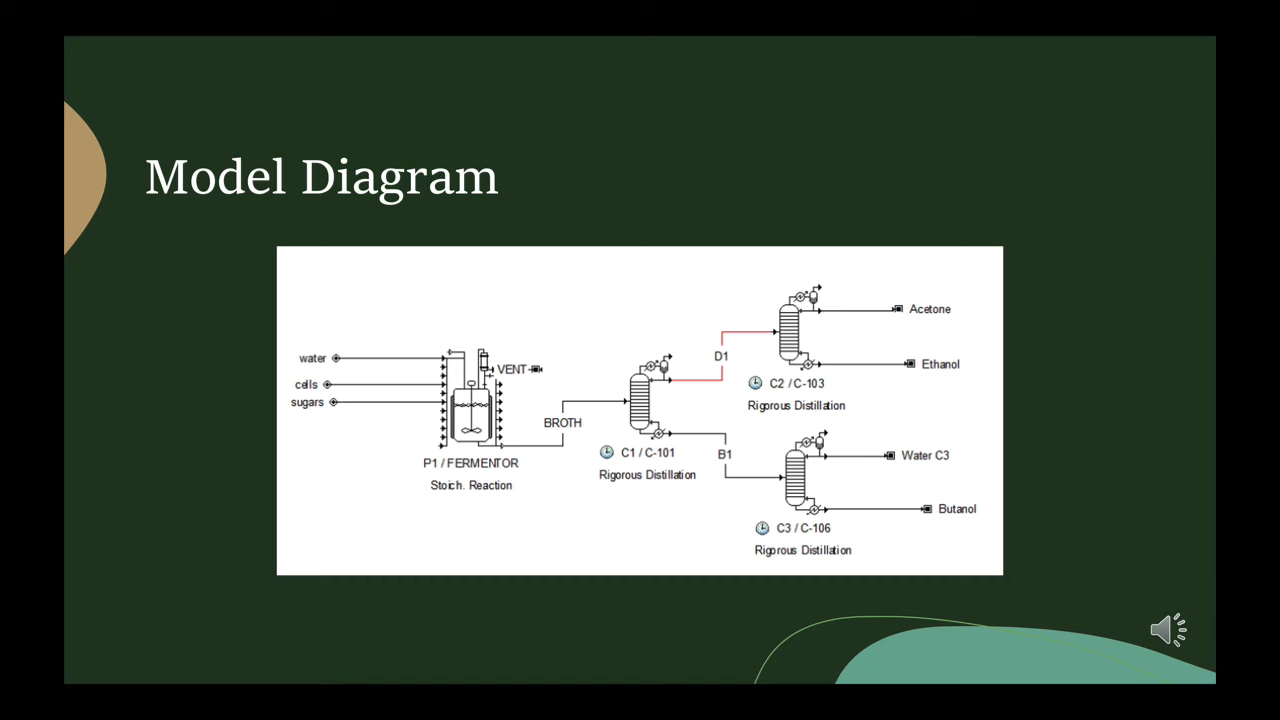 Model Diagram
water
cells
sugars
VENT
P1 / FERMENTOR
Stoich. Reaction
BROTH
C1 / C-101
Rigorous Distillation
D1
B1
C2 / C-103
Rigorous Distillation
Acetone
Ethanol
C3 / C-106
Rigorous Distillation
Water C3
Butanol